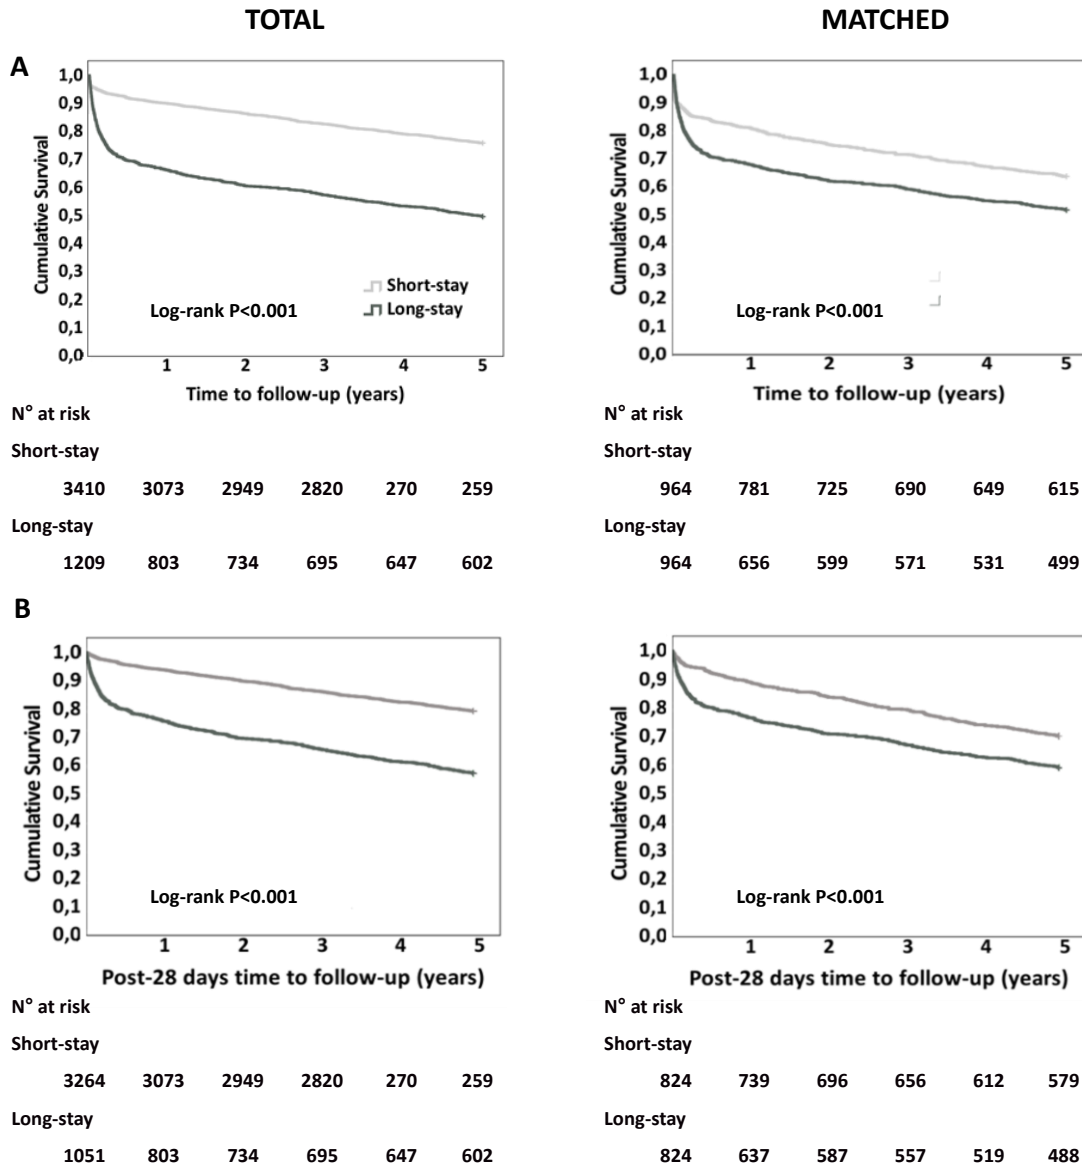 TOTAL
MATCHED
A
1,0
0,9
0,8
0,7
0,6
0,5
0,4
0,3
0,2
0,1
0,0
Cumulative Survival
Short-stay
Long-stay
Log-rank P<0.001
1 2 3 4 5
Time to follow-up (years)
N° at risk
Short-stay
3410 3073 2949 2820 270 259
Long-stay
1209 803 734 695 647 602
1,0
0,9
0,8
0,7
0,6
0,5
0,4
0,3
0,2
0,1
0,0
Cumulative Survival
Log-rank P<0.001
1 2 3 4 5
Time to follow-up (years)
N° at risk
Short-stay
964 781 725 690 649 615
Long-stay
964 656 599 571 531 499
B
1,0
0,9
0,8
0,7
0,6
0,5
0,4
0,3
0,2
0,1
0,0
Cumulative Survival
Log-rank P<0.001
1 2 3 4 5
Post-28 days time to follow-up (years)
N° at risk
Short-stay
3264 3073 2949 2820 270 259
Long-stay
1051 803 734 695 647 602
1,0
0,9
0,8
0,7
0,6
0,5
0,4
0,3
0,2
0,1
0,0
Cumulative Survival
Log-rank P<0.001
1 2 3 4 5
Post-28 days time to follow-up (years)
N° at risk
Short-stay
824 739 696 656 612 579
Long-stay
824 637 587 557 519 488